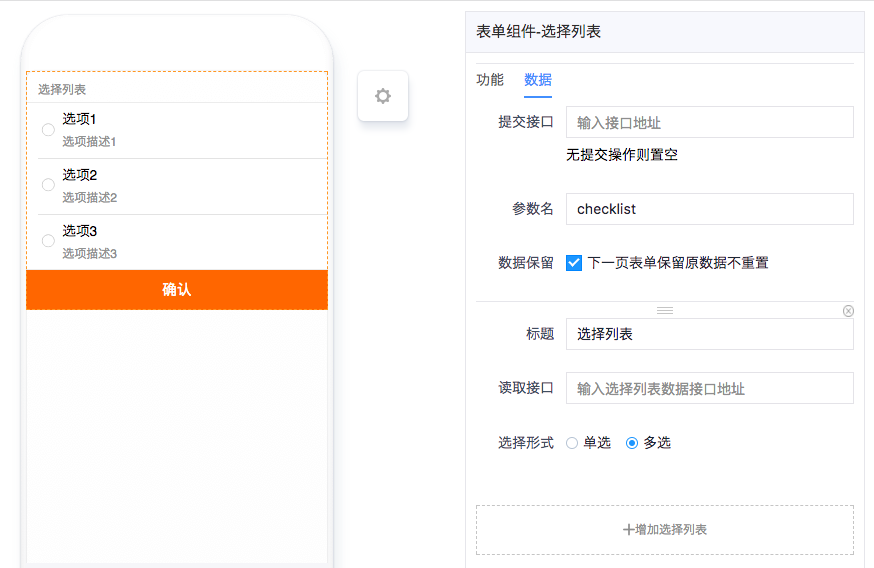 选择列表
选项1
选项描述1
选项2
选项描述2
选项3
选项描述3
确认
表单组件-选择列表
功能 数据
提交接口 输入接口地址
无提交操作则置空
参数名 checklist
数据保留 下一页表单保留原数据不重置
标题 选择列表
读取接口 输入选择列表数据接口地址
选择形式 单选 多选
+增加选择列表